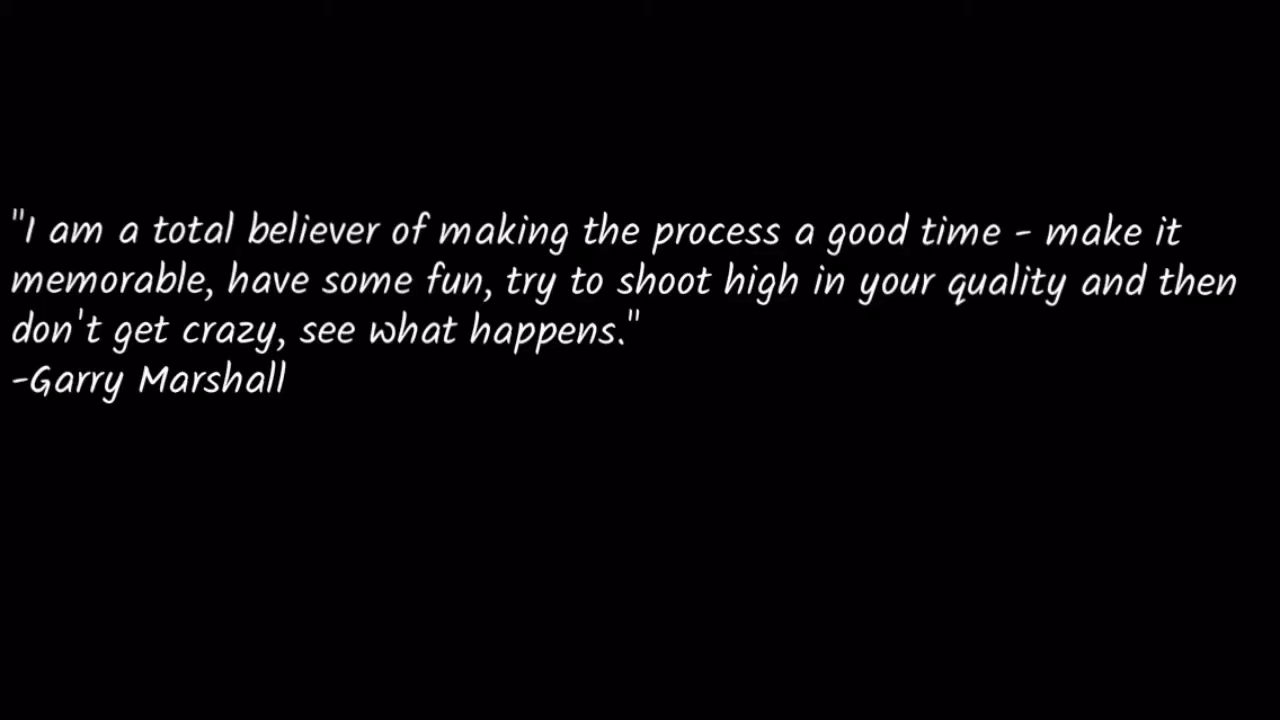 "I am a total believer of making the process a good time - make it
memorable, have some fun, try to shoot high in your quality and then
don't get crazy, see what happens."
-Garry Marshall